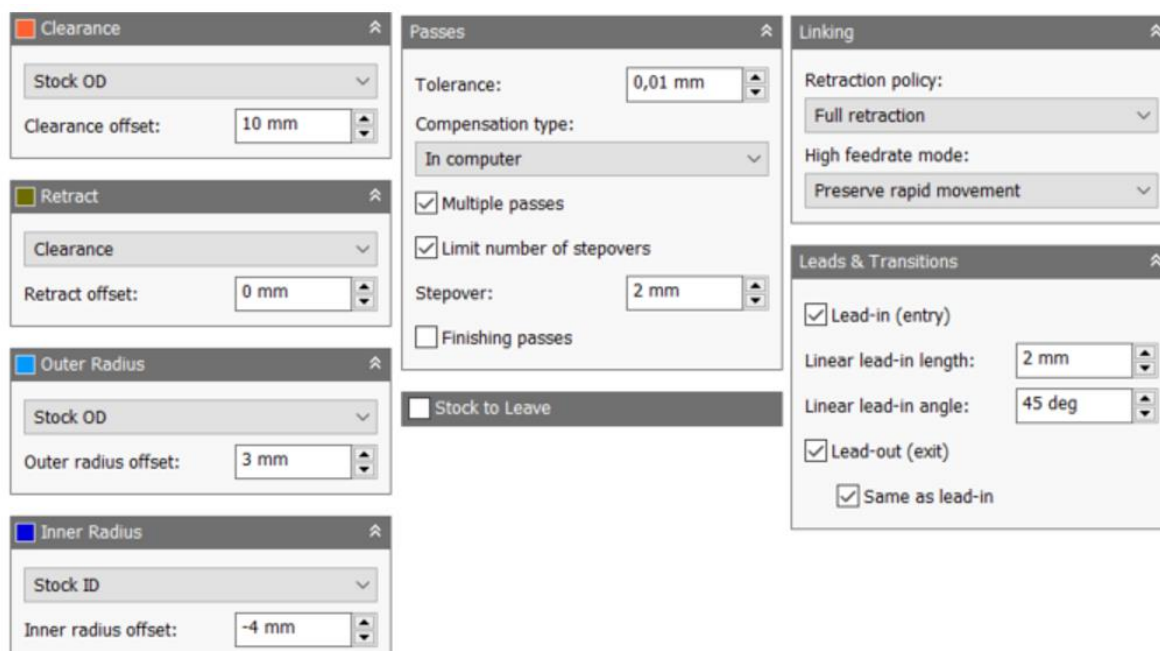 Clearance
Stock OD
Clearance offset: 10 mm
Retract
Clearance
Retract offset: 0 mm
Outer Radius
Stock OD
Outer radius offset: 3 mm
Inner Radius
Stock ID
Inner radius offset: -4 mm
Passes
Tolerance: 0,01 mm
Compensation type:
In computer
Multiple passes
Limit number of stepovers
Stepover: 2 mm
Finishing passes
Stock to Leave
Linking
Retraction policy:
Full retraction
High feedrate mode:
Preserve rapid movement
Leads & Transitions
Lead-in (entry)
Linear lead-in length: 2 mm
Linear lead-in angle: 45 deg
Lead-out (exit)
Same as lead-in